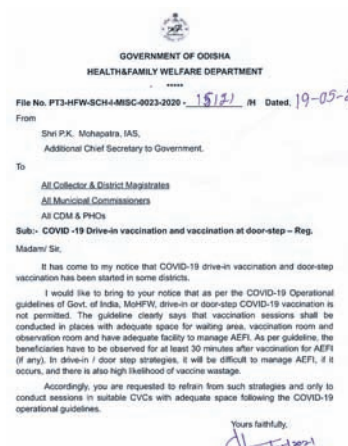 GOVERNMENT OF ODISHA
HEALTH&FAMILY WELFARE DEPARTMENT
*****
File No. PT3-HFW-SCH-I-MISC-0023-2020 - 15121 /H Dated, 19-05-2
From
Shri P.K. Mohapatra, IAS,
Additional Chief Secretary to Government.
To
All Collector & District Magistrates
All Municipal Commissioners
All CDM & PHOs
Sub:- COVID -19 Drive-in vaccination and vaccination at door-step – Reg.
Madam/ Sir,
It has come to my notice that COVID-19 drive-in vaccination and door-step
vaccination has been started in some districts.
I would like to bring to your notice that as per the COVID-19 Operational
guidelines of Govt. of India, MoHFW, drive-in or door-step COVID-19 vaccination is
not permitted. The guideline clearly says that vaccination sessions shall be
conducted in places with adequate space for waiting area, vaccination room and
observation room and have adequate facility to manage AEFI. As per guideline, the
beneficiaries have to be observed for at least 30 minutes after vaccination for AEFI
(if any). In drive-in / door step strategies, it will be difficult to manage AEFI, if it
occurs, and there is also high likelihood of vaccine wastage.
Accordingly, you are requested to refrain from such strategies and only to
conduct sessions in suitable CVCs with adequate space following the COVID-19
operational guidelines.
Yours faithfully,